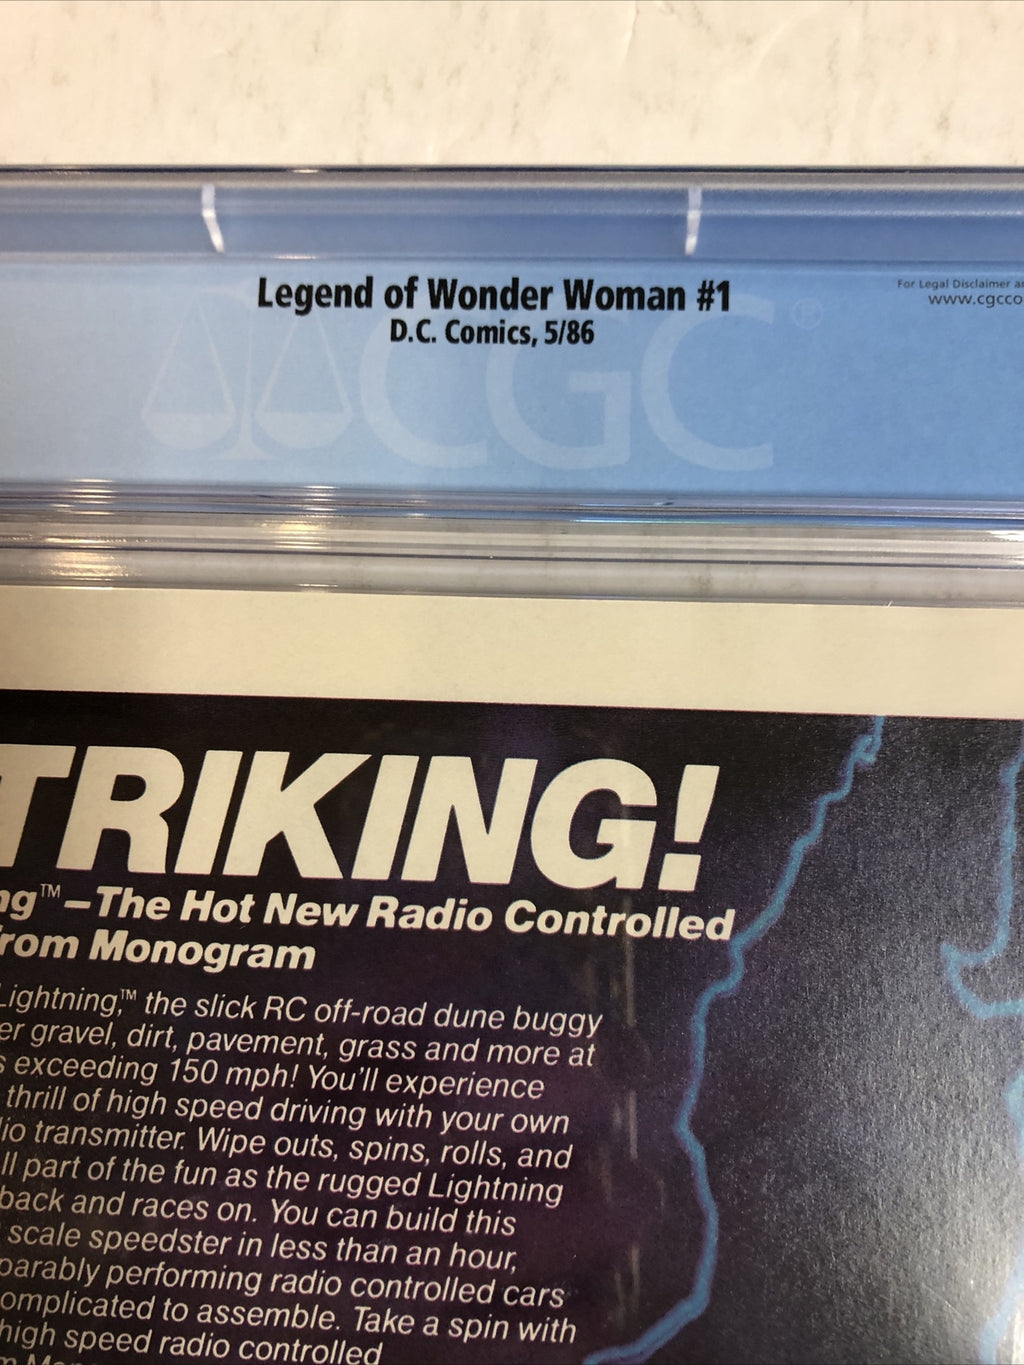 Legend of Wonder Woman #1
D.C. Comics, 5/86
For Legal Disclaimer
www.cgcco
CGC®
TRIKING!
ng™–The Hot New Radio Controlled
from Monogram
Lightning,™ the slick RC off-road dune buggy
er gravel, dirt, pavement, grass and more at
s exceeding 150 mph! You'll experience
thrill of high speed driving with your own
io transmitter. Wipe outs, spins, rolls, and
ll part of the fun as the rugged Lightning
back and races on. You can build this
scale speedster in less than an hour,
parably performing radio controlled cars
omplicated to assemble. Take a spin with
high speed radio controlled